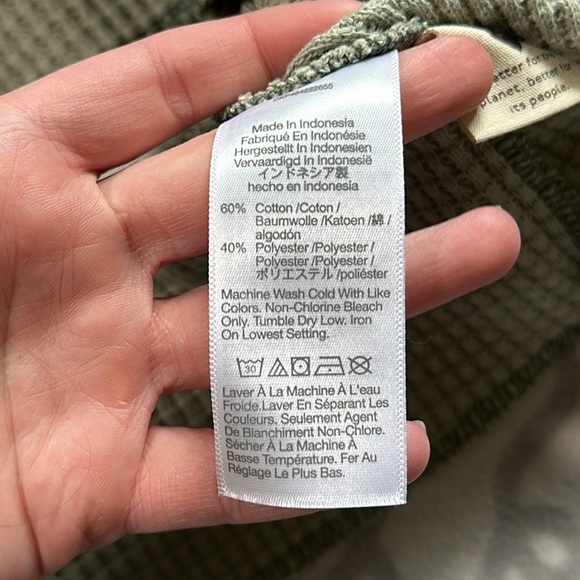 Made In Indonesia
Fabriqué En Indonésie
Hergestellt In Indonesien
Vervaardigd In Indonesië
インドネシア製
hecho en indonesia
60% Cotton /Coton /
Baumwolle /Katoen /綿 /
algodón
40% Polyester /Polyester /
Polyester /Polyester /
ポリエステル /poliéster
Machine Wash Cold With Like
Colors. Non-Chlorine Bleach
Only. Tumble Dry Low. Iron
On Lowest Setting.
30
Laver À La Machine À L'eau
Froide.Laver En Séparant Les
Couleurs. Seulement Agent
De Blanchiment Non-Chlore.
Sécher À La Machine À
Basse Température. Fer Au
Réglage Le Plus Bas.
planet, better
its people.